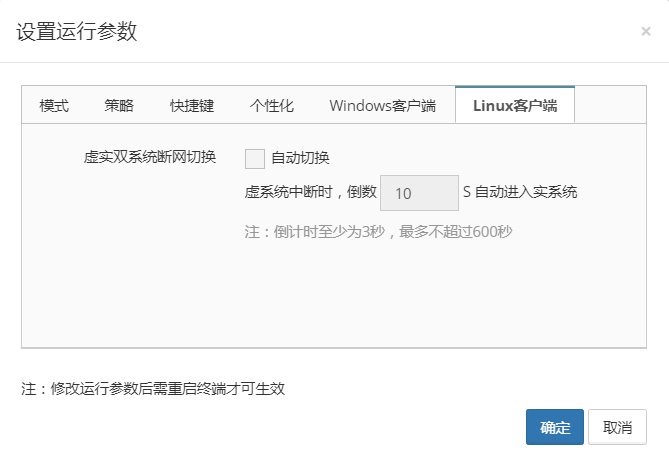 设置运行参数
×
模式 策略 快捷键 个性化 Windows客户端 Linux客户端
虚实双系统断网切换 自动切换
虚系统中断时，倒数 10 S 自动进入实系统
注：倒计时至少为3秒，最多不超过600秒
注：修改运行参数后需重启终端才可生效
确定 取消